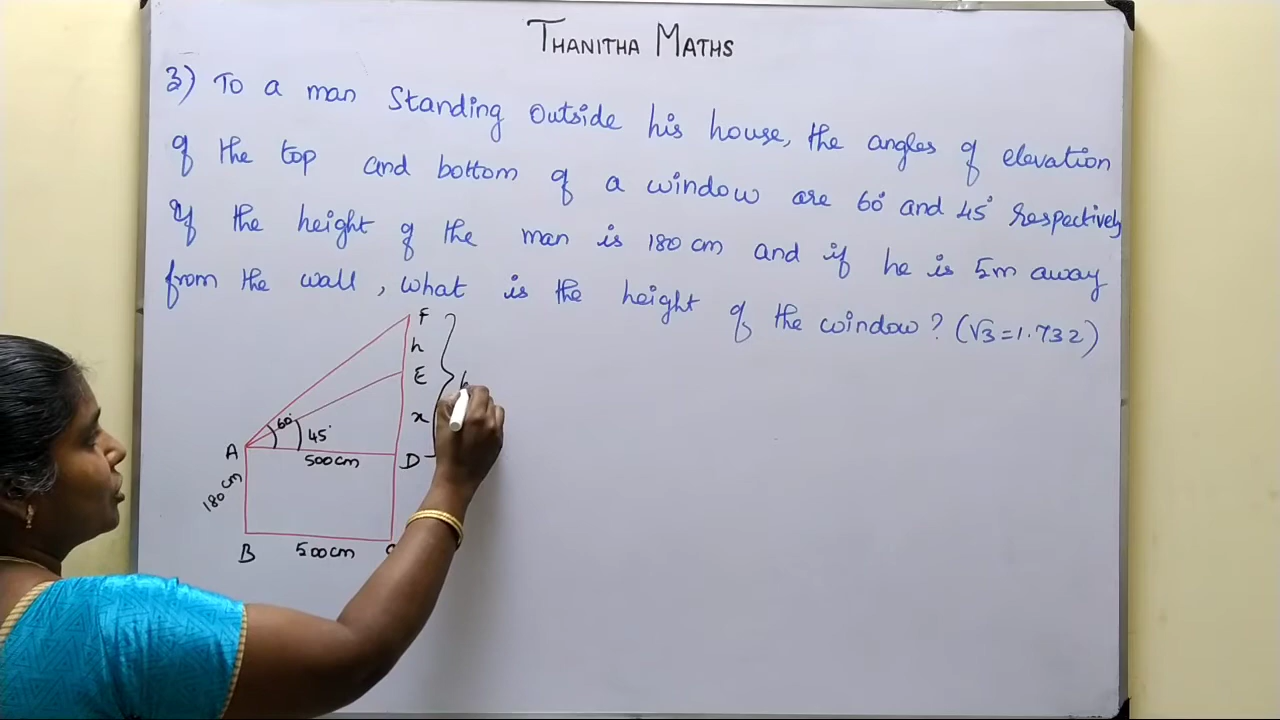 THANITHA MATHS
3) To a man Standing Outside his house, the angles of elevation
of the top and bottom of a window are 60° and 45° respectively
If the height of the man is 180 cm and if he is 5m away
from the wall, what is the height of the window? (√3=1.732)
F
h
E
60°
x
45°
A
500cm
D
180 cm
B
500cm